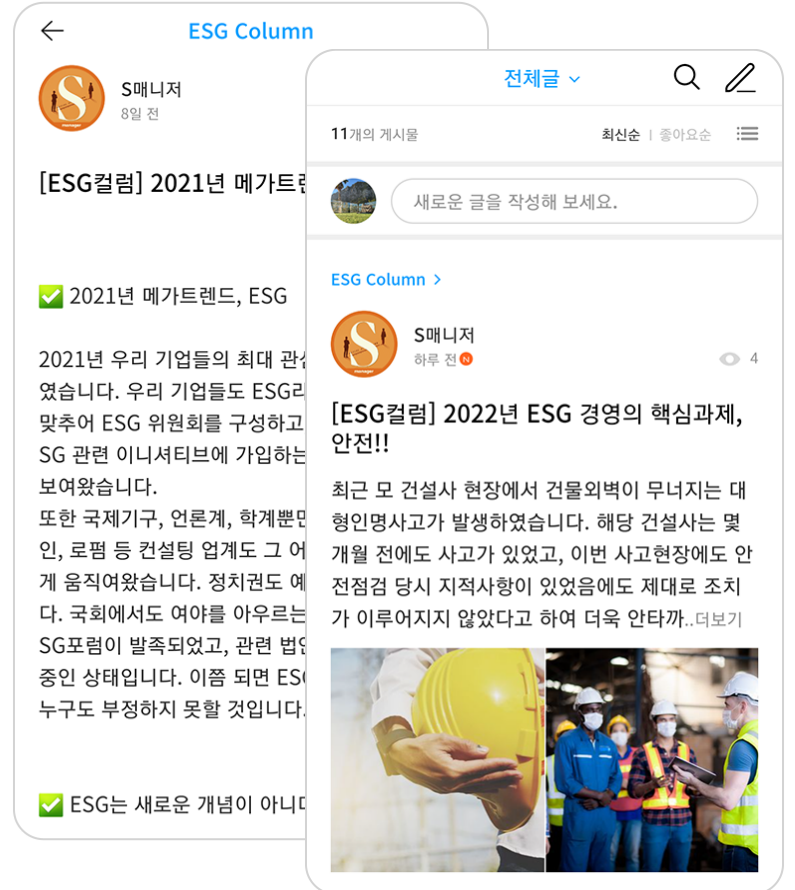 ESG Column
S
manager
S매니저
8일 전
[ESG컬럼] 2021년 메가트
✅ 2021년 메가트렌드, ESG
2021년 우리 기업들의 최대 관
였습니다. 우리 기업들도 ESG
맞추어 ESG 위원회를 구성하고
SG 관련 이니셔티브에 가입하는
보여왔습니다.
또한 국제기구, 언론계, 학계뿐
인, 로펌 등 컨설팅 업계도 그 어
게 움직여왔습니다. 정치권도 예
다. 국회에서도 여야를 아우르는
SG포럼이 발족되었고, 관련 법
중인 상태입니다. 이쯤 되면 ES
누구도 부정하지 못할 것입니다.
✅ ESG는 새로운 개념이 아니
전체글
11개의 게시물
최신순 | 좋아요순
새로운 글을 작성해 보세요.
ESG Column >
S
manager
S매니저
하루 전 N
4
[ESG컬럼] 2022년 ESG 경영의 핵심과제,
안전!!
최근 모 건설사 현장에서 건물외벽이 무너지는 대
형인명사고가 발생하였습니다. 해당 건설사는 몇
개월 전에도 사고가 있었고, 이번 사고현장에도 안
전점검 당시 지적사항이 있었음에도 제대로 조치
가 이루어지지 않았다고 하여 더욱 안타까..더보기